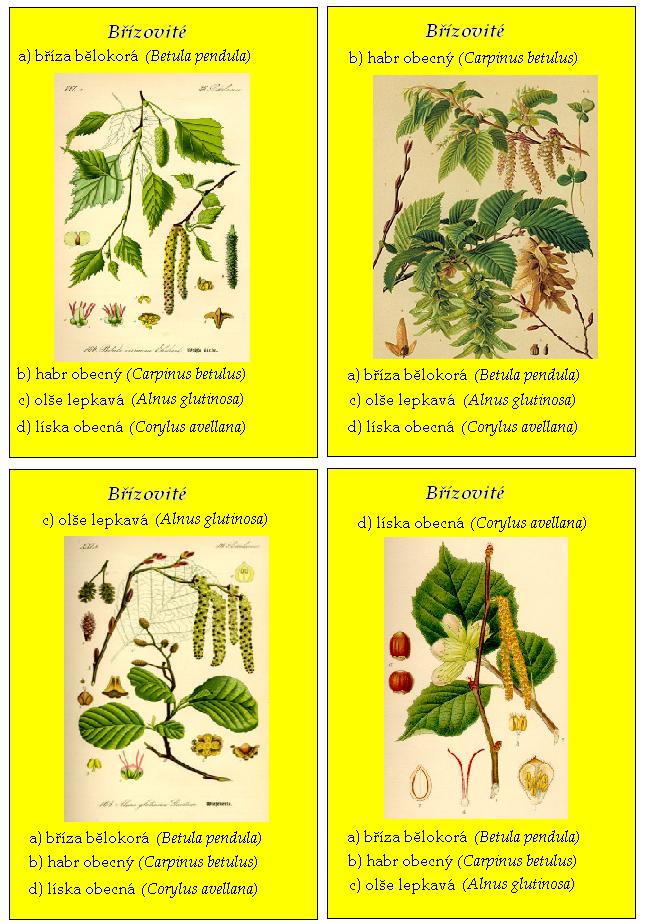 Břízovité
a) bříza bělokorá (Betula pendula)
b) habr obecný (Carpinus betulus)
c) olše lepkavá (Alnus glutinosa)
d) líska obecná (Corylus avellana)
Břízovité
b) habr obecný (Carpinus betulus)
a) bříza bělokorá (Betula pendula)
c) olše lepkavá (Alnus glutinosa)
d) líska obecná (Corylus avellana)
Břízovité
c) olše lepkavá (Alnus glutinosa)
a) bříza bělokorá (Betula pendula)
b) habr obecný (Carpinus betulus)
d) líska obecná (Corylus avellana)
Břízovité
d) líska obecná (Corylus avellana)
a) bříza bělokorá (Betula pendula)
b) habr obecný (Carpinus betulus)
c) olše lepkavá (Alnus glutinosa)